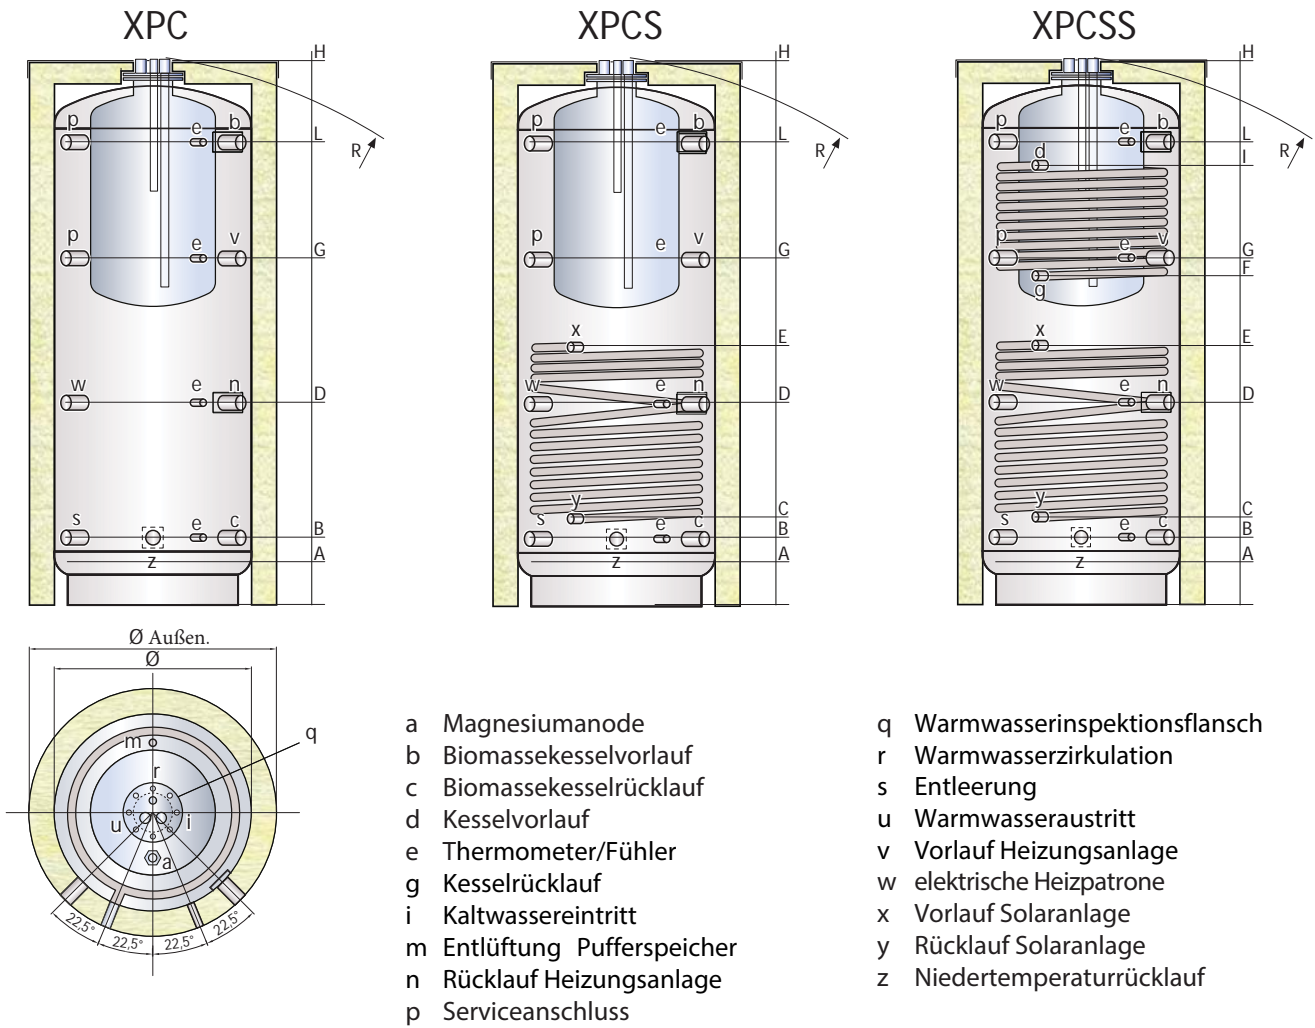 XPC
H
p e b
L
R
p e v
G
w e n
D
s e c
B
z
A
XPCS
H
p e b
L
R
p e v
G
x
E
w e n
D
y
C
s e c
B
z
A
XPCSS
H
p e b
L
d
I
R
p e v
G
F
g
x
E
w e n
D
y
C
s e c
B
z
A
Ø Außen.
Ø
q
m
r
u i
a
22,5° 22,5° 22,5° 22,5°
a Magnesiumanode
b Biomassekesselvorlauf
c Biomassekesselrücklauf
d Kesselvorlauf
e Thermometer/Fühler
g Kesselrücklauf
i Kaltwassereintritt
m Entlüftung Pufferspeicher
n Rücklauf Heizungsanlage
p Serviceanschluss
q Warmwasserinspektionsflansch
r Warmwasserzirkulation
s Entleerung
u Warmwasseraustritt
v Vorlauf Heizungsanlage
w elektrische Heizpatrone
x Vorlauf Solaranlage
y Rücklauf Solaranlage
z Niedertemperaturrücklauf